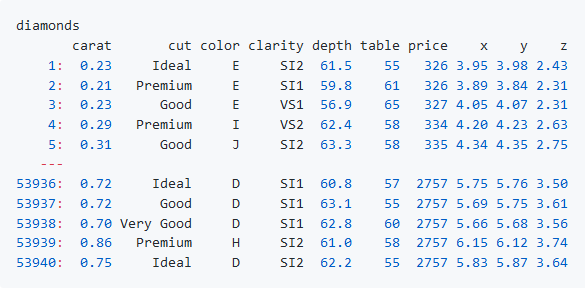 diamonds
carat cut color clarity depth table price x y z
1: 0.23 Ideal E SI2 61.5 55 326 3.95 3.98 2.43
2: 0.21 Premium E SI1 59.8 61 326 3.89 3.84 2.31
3: 0.23 Good E VS1 56.9 65 327 4.05 4.07 2.31
4: 0.29 Premium I VS2 62.4 58 334 4.20 4.23 2.63
5: 0.31 Good J SI2 63.3 58 335 4.34 4.35 2.75
---
53936: 0.72 Ideal D SI1 60.8 57 2757 5.75 5.76 3.50
53937: 0.72 Good D SI1 63.1 55 2757 5.69 5.75 3.61
53938: 0.70 Very Good D SI1 62.8 60 2757 5.66 5.68 3.56
53939: 0.86 Premium H SI2 61.0 58 2757 6.15 6.12 3.74
53940: 0.75 Ideal D SI2 62.2 55 2757 5.83 5.87 3.64